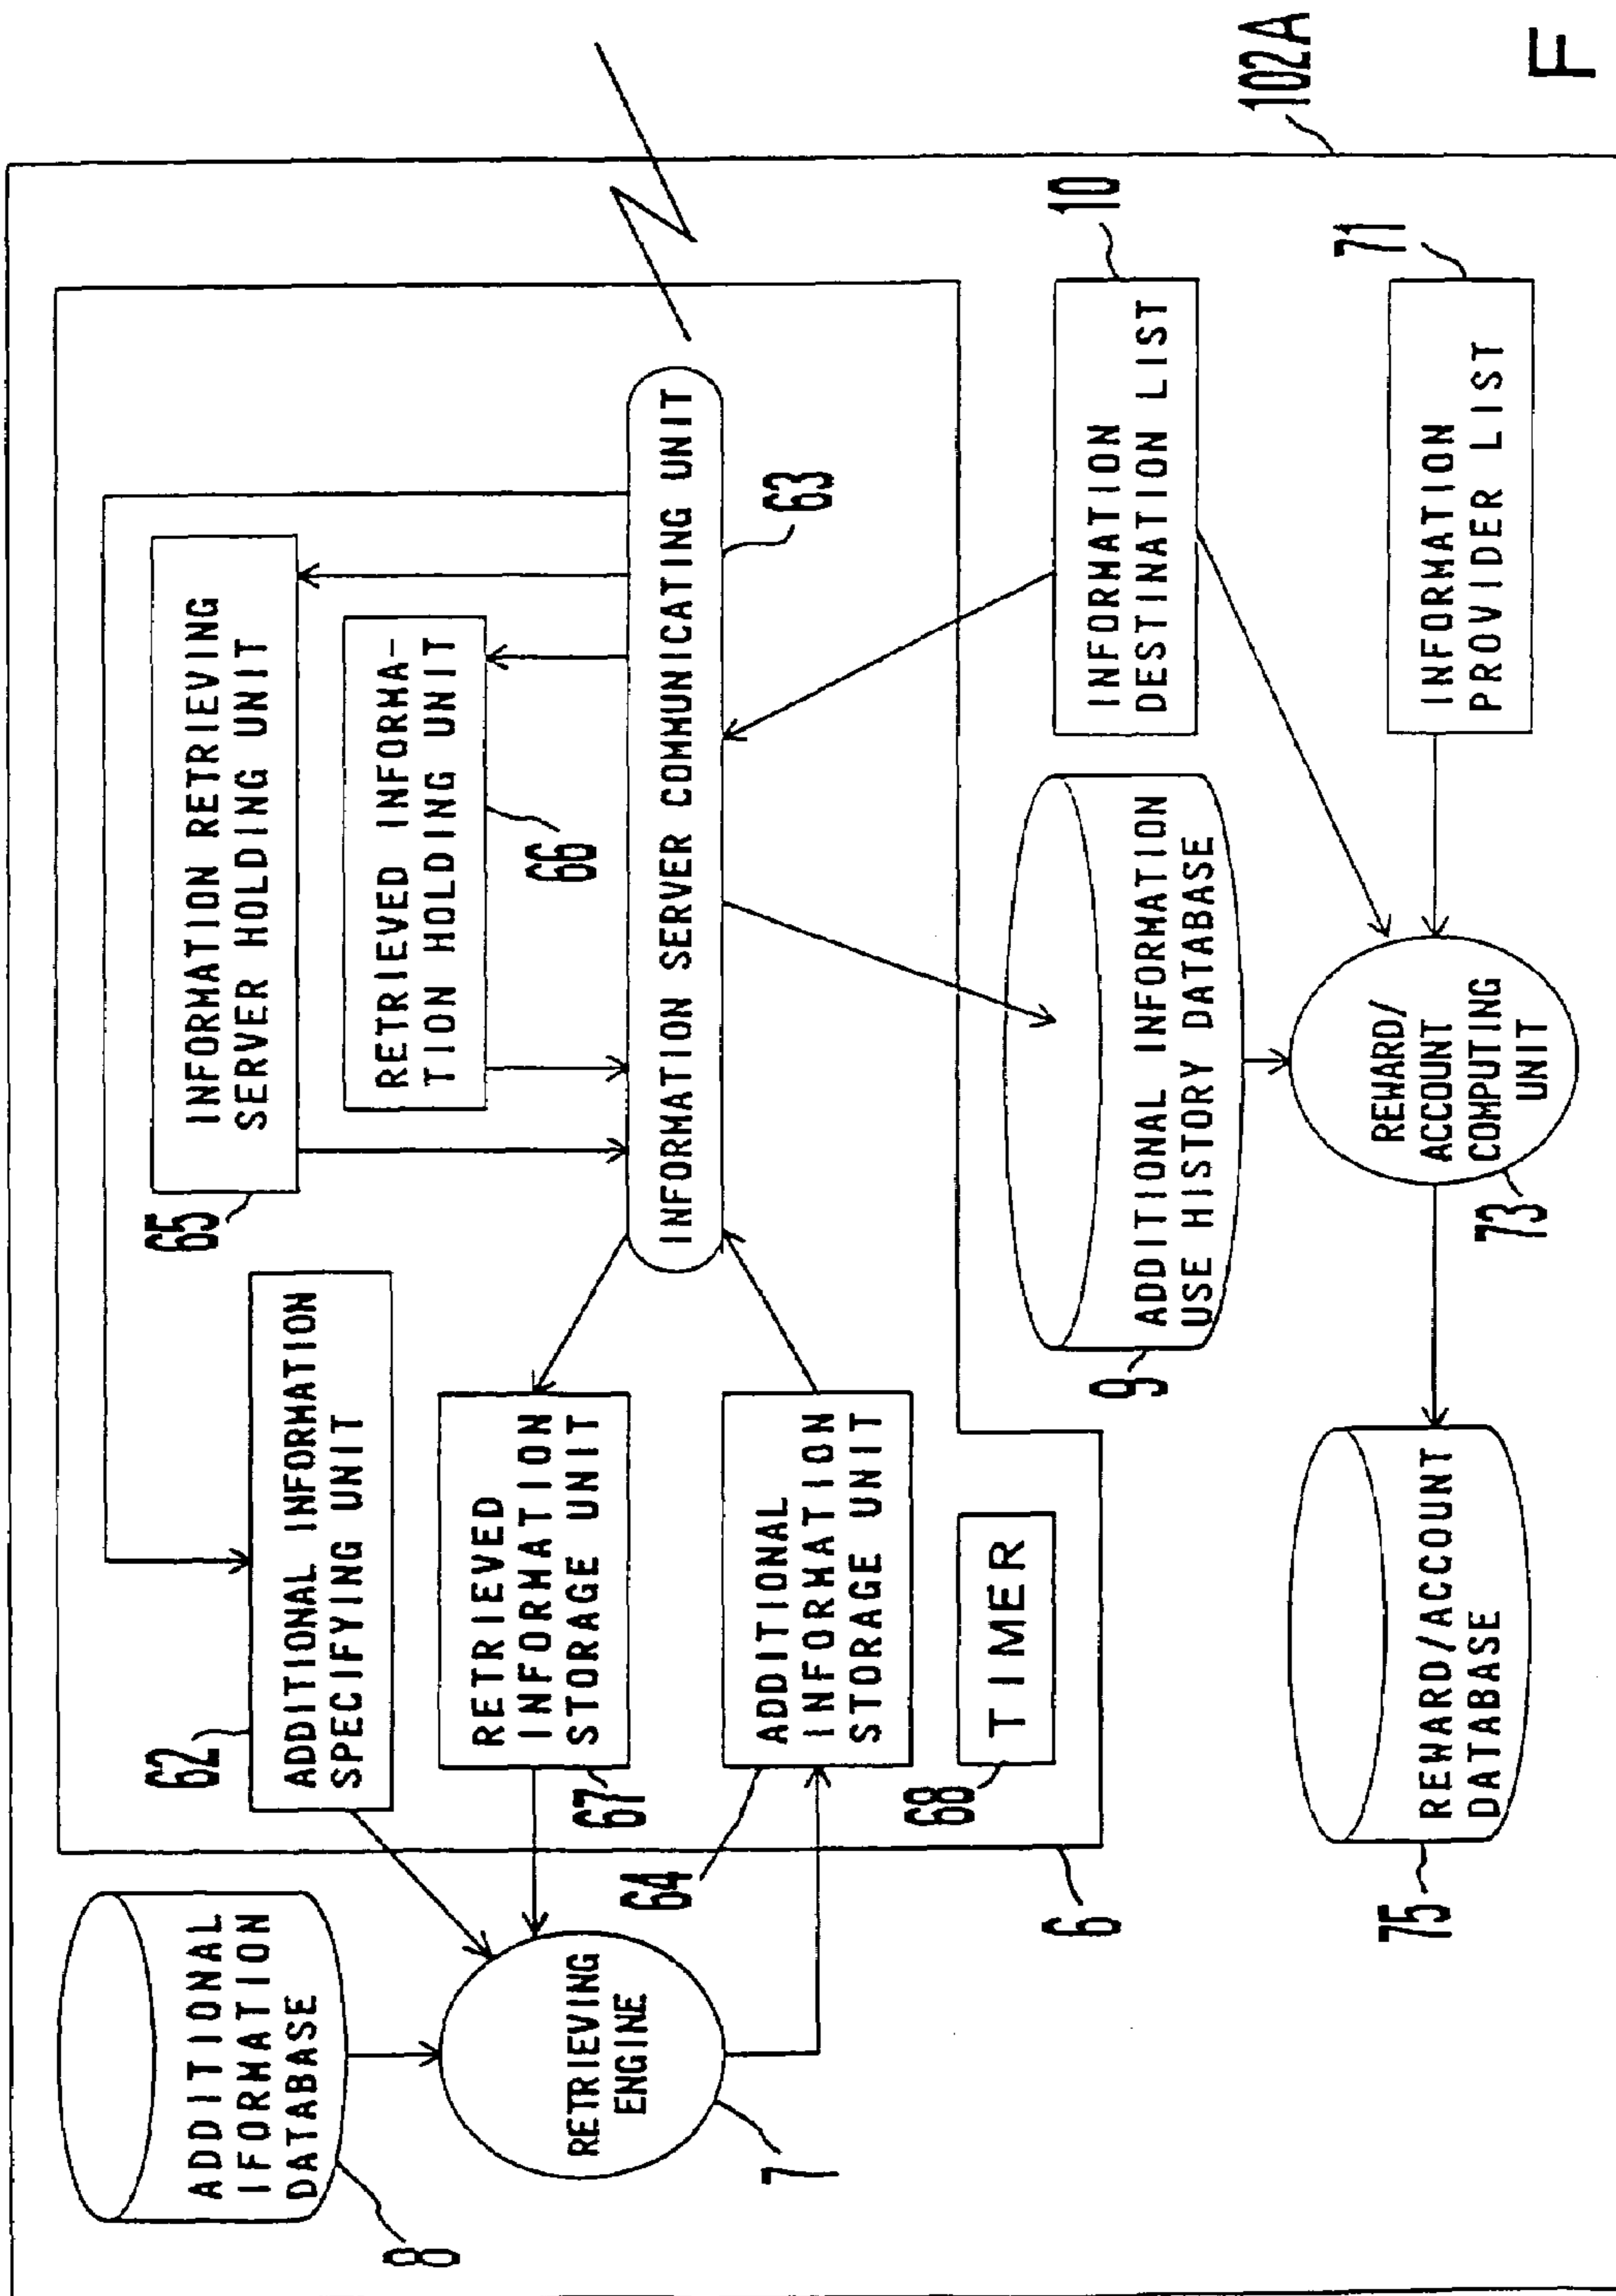 8
ADDITIONAL
IFORMATION
DATABASE
7
RETRIEVING
ENGINE
62
ADDITIONAL INFORMATION
SPECIFYING UNIT
67
RETRIEVED
INFORMATION
STORAGE UNIT
64
ADDITIONAL
INFORMATION
STORAGE UNIT
68
TIMER
6
65
INFORMATION RETRIEVING
SERVER HOLDING UNIT
RETRIEVED INFORMA-
TION HOLDING UNIT
66
INFORMATION SERVER COMMUNICATING UNIT
63
9
ADDITIONAL INFORMATION
USE HISTORY DATABASE
10
INFORMATION
DESTINATION LIST
71
INFORMATION
PROVIDER LIST
75
REWARD/ACCOUNT
DATABASE
73
REWARD/
ACCOUNT
COMPUTING
UNIT
102A
F